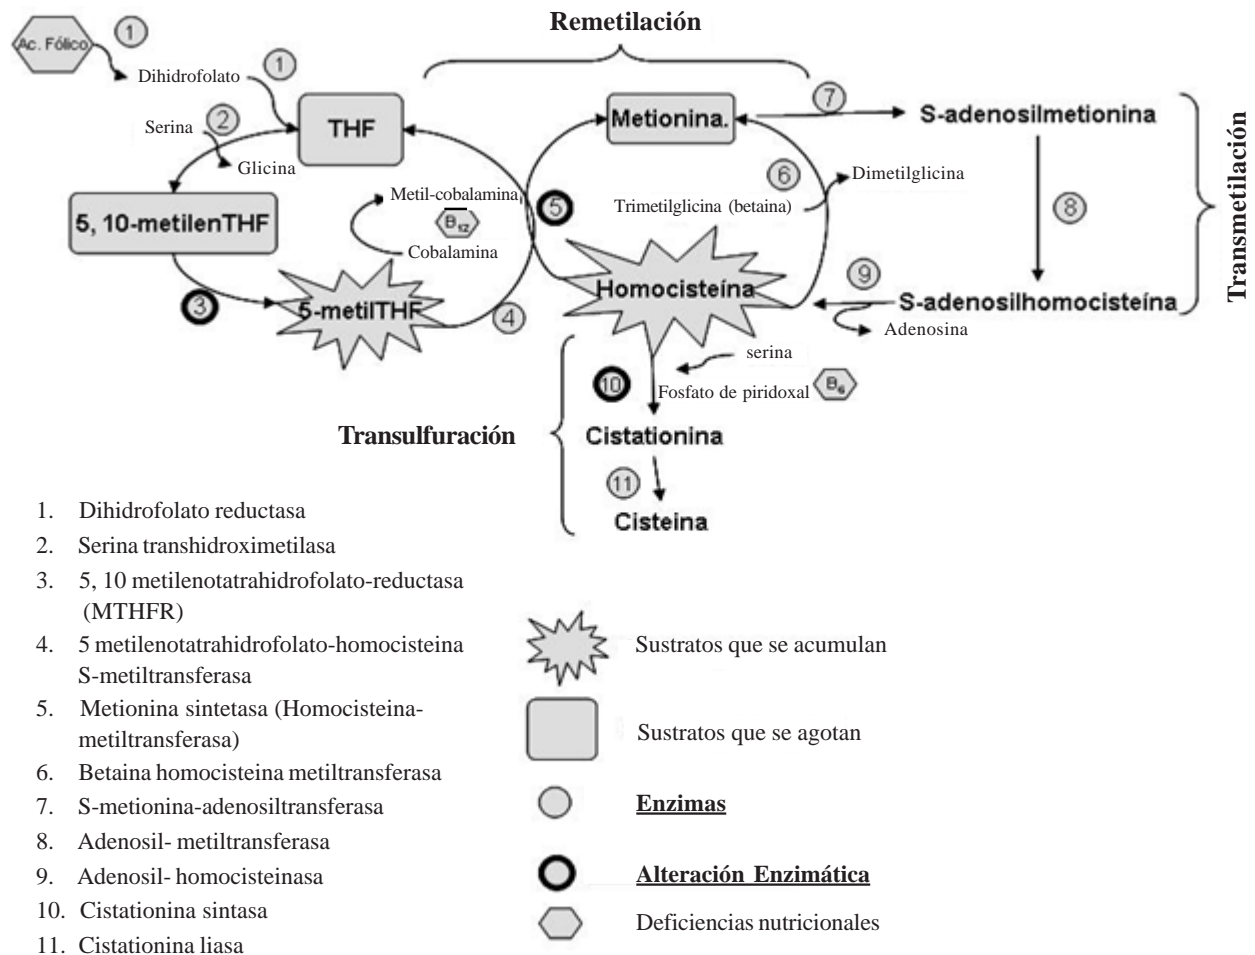 Remetilación
Ac. Fólico
1
Dihidrofolato
1
Serina
2
THF
Glicina
5, 10-metilenTHF
3
5-metilTHF
Metil-cobalamina
B12
Cobalamina
4
5
Metionina.
7
S-adenosilmetionina
6
Dimetilglicina
Trimetilglicina (betaina)
8
Homocisteína
9
S-adenosilhomocisteína
Adenosina
Transmetilación
serina
10
Fosfato de piridoxal
B6
Transulfuración
Cistationina
11
Cisteina
1. Dihidrofolato reductasa
2. Serina transhidroximetilasa
3. 5, 10 metilenotatrahidrofolato-reductasa
(MTHFR)
4. 5 metilenotatrahidrofolato-homocisteina
S-metiltransferasa
5. Metionina sintetasa (Homocisteina-
metiltransferasa)
6. Betaina homocisteina metiltransferasa
7. S-metionina-adenosiltransferasa
8. Adenosil- metiltransferasa
9. Adenosil- homocisteinasa
10. Cistationina sintasa
11. Cistationina liasa
Sustratos que se acumulan
Sustratos que se agotan
Enzimas
Alteración Enzimática
Deficiencias nutricionales